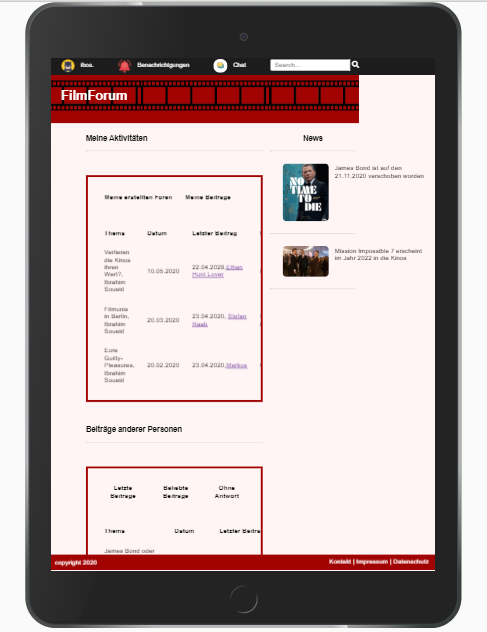 ibos.
Benachrichtigungen
Chat
Search...
FilmForum
Meine Aktivitäten
Meine erstellten Foren
Meine Beitrage
Thema
Datum
Letzter Beitrag
Verlieren
die Kinos
ihren
Wert?,
Ibrahim
Soueid
10.05.2020
22.04.2029,Ethan
Hunt Lover
Filmunis
in Berlin,
Ibrahim
Soueid
20.03.2020
23.04.2020, Stefan
Raab
Eure
Guilty-
Pleasures,
Ibrahim
Soueid
20.02.2020
23.04.2020,Markus
Beiträge anderer Personen
Letzte
Beitrage
Beliebte
Beitrage
Ohne
Antwort
Thema
Datum
Letzter Beitra
James Bond oder
News
NO
TIME
TO
DIE
James Bond ist auf den
21.11.2020 verschoben worden
Mission Impossible 7 erscheint
im Jahr 2022 in die Kinos
copyright 2020
Kontakt | Impressum | Datenschutz